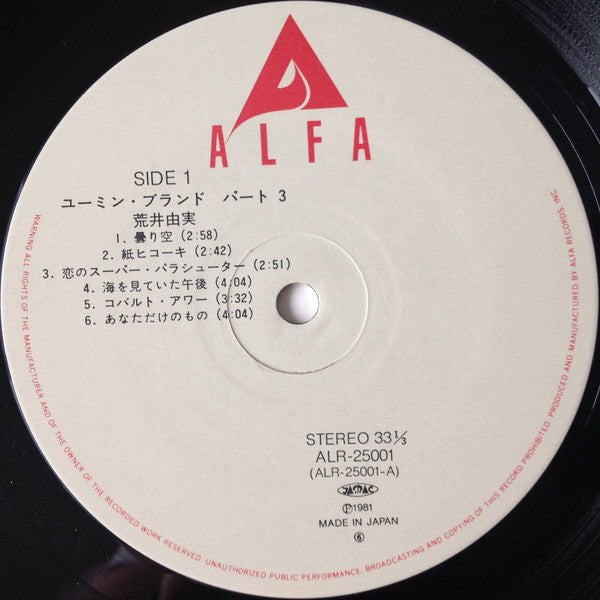 ALFA
SIDE 1
ユーミン・ブランド パート 3
荒井由実
1. 曇り空 (2:58)
2. 紙ヒコーキ (2:42)
3. 恋のスーパー・パラシューター (2:51)
4. 海を見ていた午後 (4:04)
5. コバルト・アワー (3:32)
6. あなただけのもの (4:04)
STEREO 33⅓
ALR-25001
(ALR-25001-A)
JASRAC
Ⓟ1981
MADE IN JAPAN
⑥
WARNING: ALL RIGHTS OF THE MANUFACTURER AND OF THE OWNER OF THE RECORDED WORK RESERVED. UNAUTHORIZED PUBLIC PERFORMANCE, BROADCASTING AND COPYING OF THIS RECORD PROHIBITED. PRODUCED AND MANUFACTURED BY ALFA RECORDS, INC.